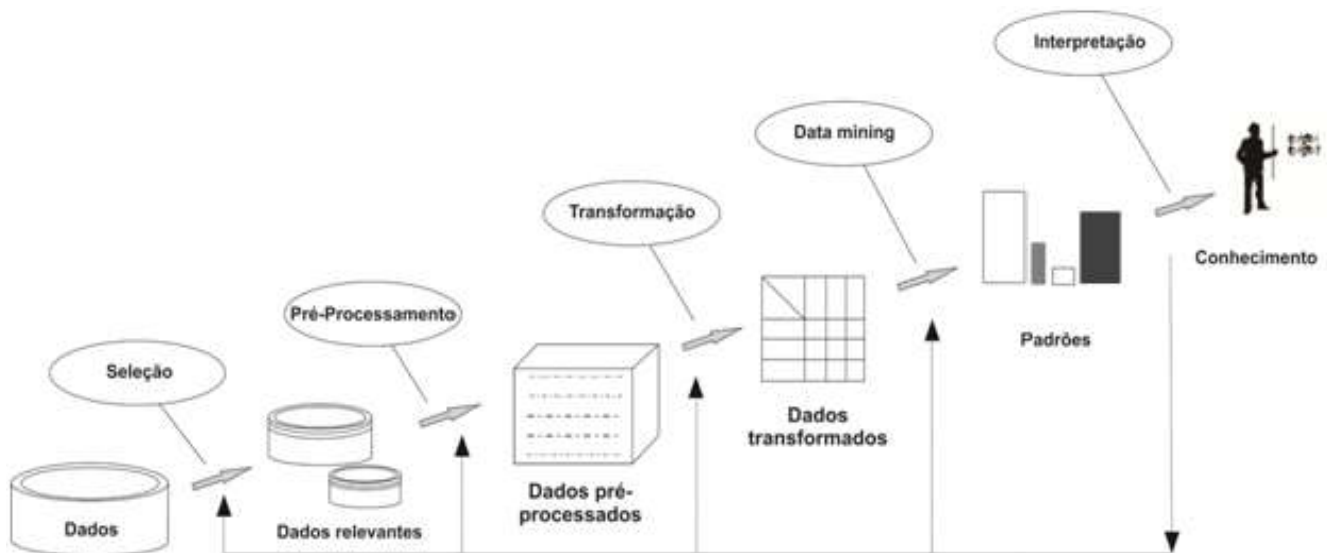 Interpretação
Data mining
Conhecimento
Transformação
Padrões
Pré-Processamento
Dados
transformados
Seleção
Dados pré-
processados
Dados relevantes
Dados